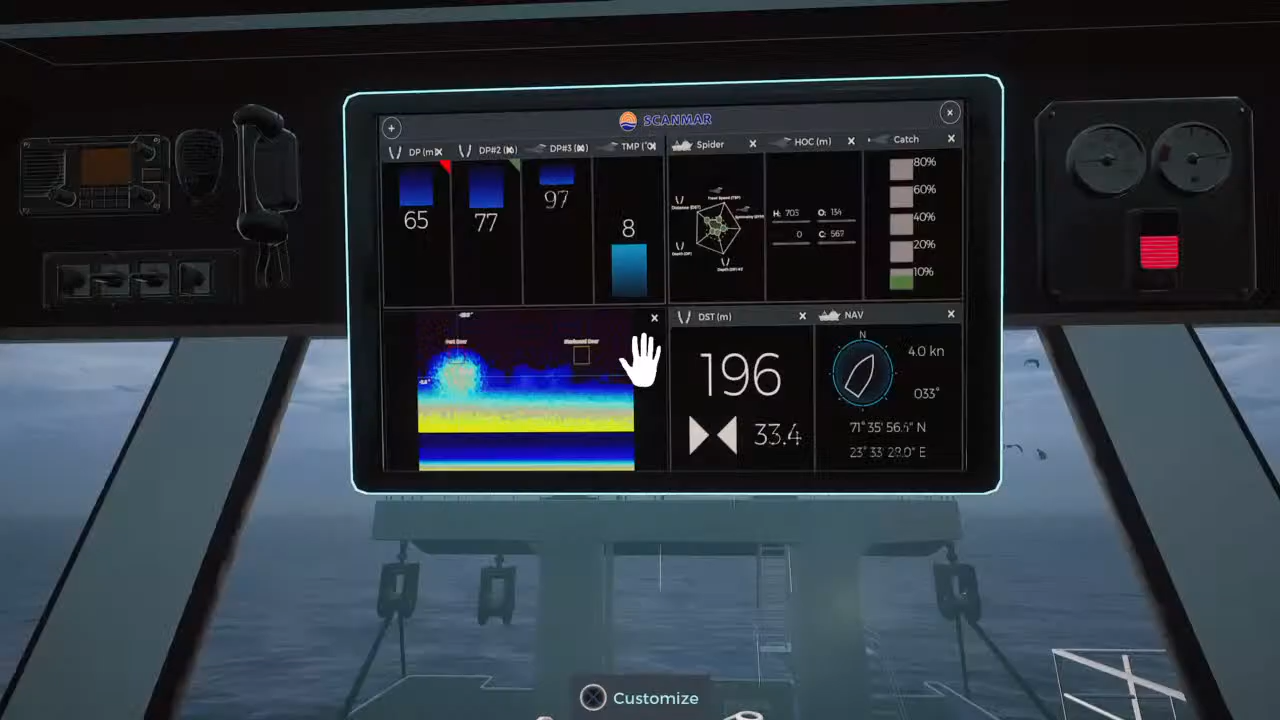 SCANMAR
DP (m)
DP#2 (m)
DP#3 (m)
TMP (°C)
Spider
HOC (m)
Catch
65
77
97
8
H: 703
O: 134
0
C: 567
80%
60%
40%
20%
10%
DST (m)
NAV
196
33.4
N
4.0 kn
033°
71° 35' 56.4" N
23° 33' 28.0" E
Customize